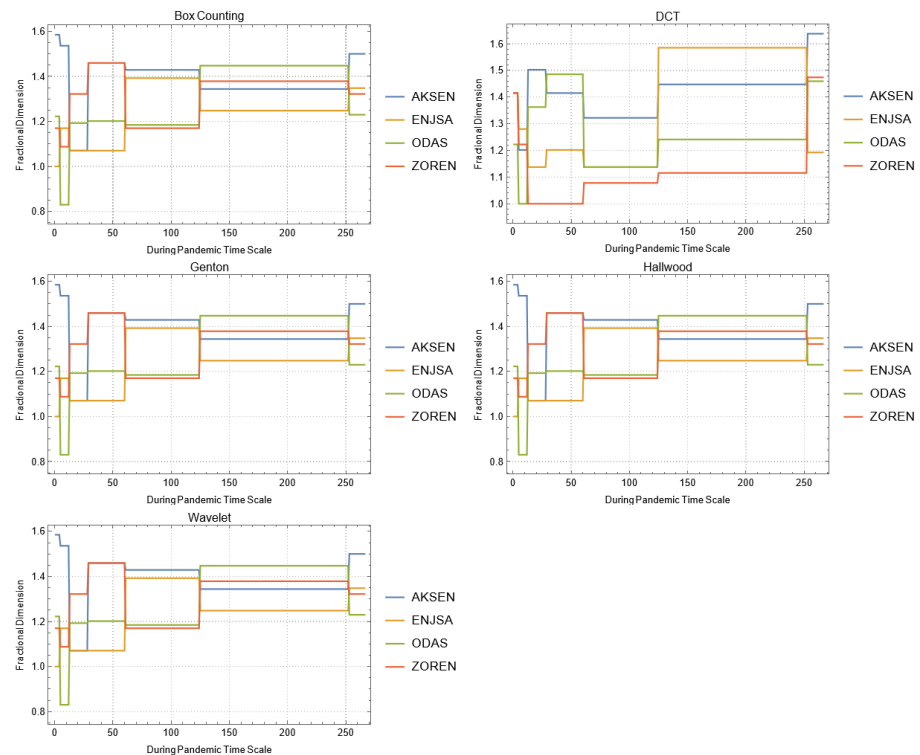 Box Counting
Fractional Dimension
1.6
1.4
1.2
1.0
0.8
0
50
100
150
200
250
During Pandemic Time Scale
AKSEN
ENJSA
ODAS
ZOREN
DCT
Fractional Dimension
1.6
1.5
1.4
1.3
1.2
1.1
1.0
0
50
100
150
200
250
During Pandemic Time Scale
AKSEN
ENJSA
ODAS
ZOREN
Genton
Fractional Dimension
1.6
1.4
1.2
1.0
0.8
0
50
100
150
200
250
During Pandemic Time Scale
AKSEN
ENJSA
ODAS
ZOREN
Hallwood
Fractional Dimension
1.6
1.4
1.2
1.0
0.8
0
50
100
150
200
250
During Pandemic Time Scale
AKSEN
ENJSA
ODAS
ZOREN
Wavelet
Fractional Dimension
1.6
1.4
1.2
1.0
0.8
0
50
100
150
200
250
During Pandemic Time Scale
AKSEN
ENJSA
ODAS
ZOREN